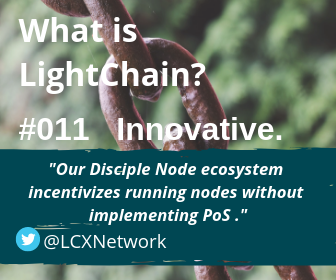 What is
LightChain?
#011 Innovative.
"Our Disciple Node ecosystem
incentivizes running nodes without
implementing PoS ."
@LCXNetwork